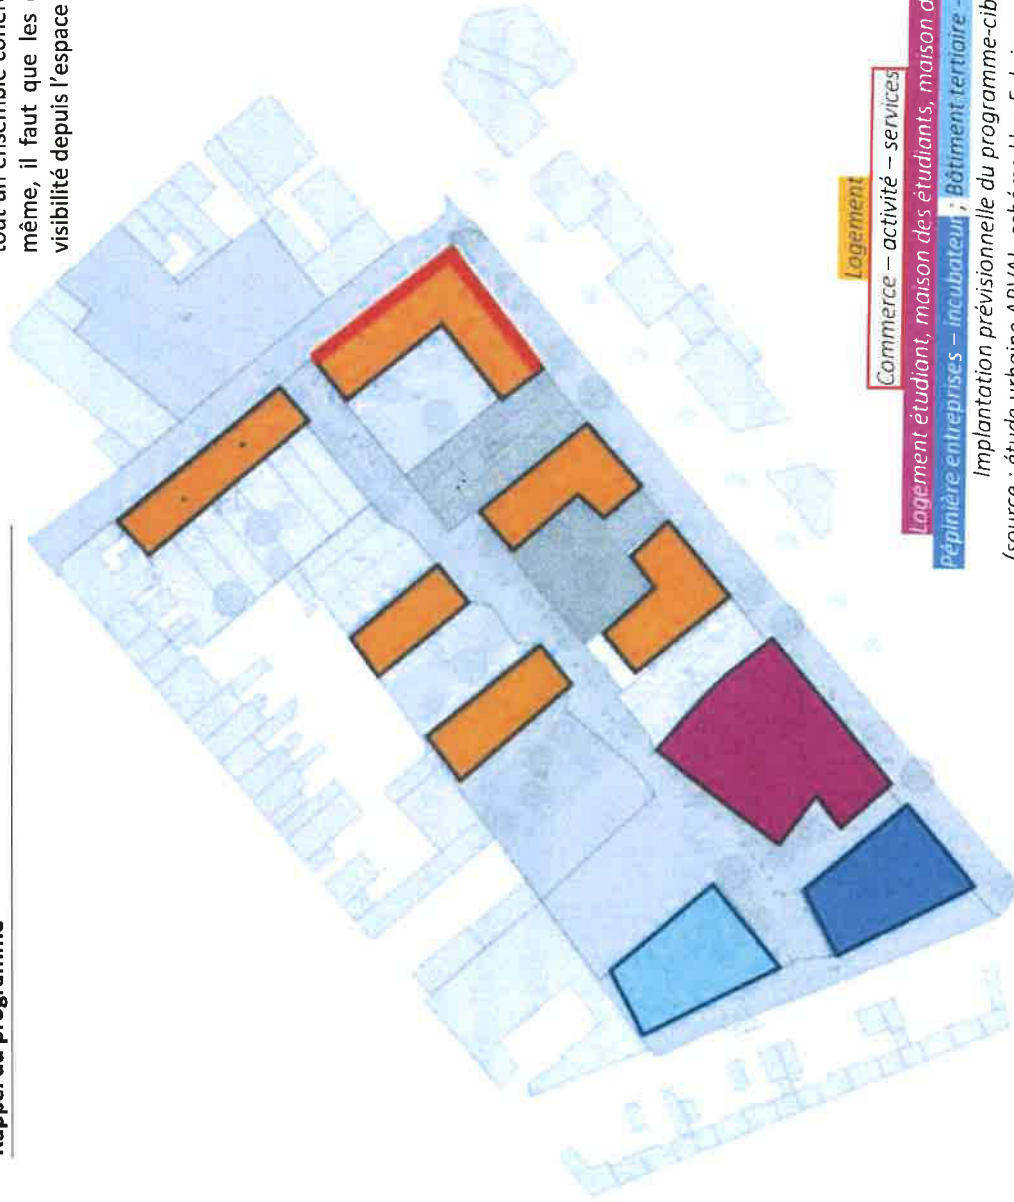 Rappel du programme
tout un ensemble
même, il faut que les
visibilité depuis l'espace
Logement
Commerce – activité – services
Logement étudiant, maison des étudiants, maison d
Pépinière entreprises – incubateur ; Bâtiment tertiaire –
Implantation prévisionnelle du programme-cib
(source : étude urbaine ARVAL